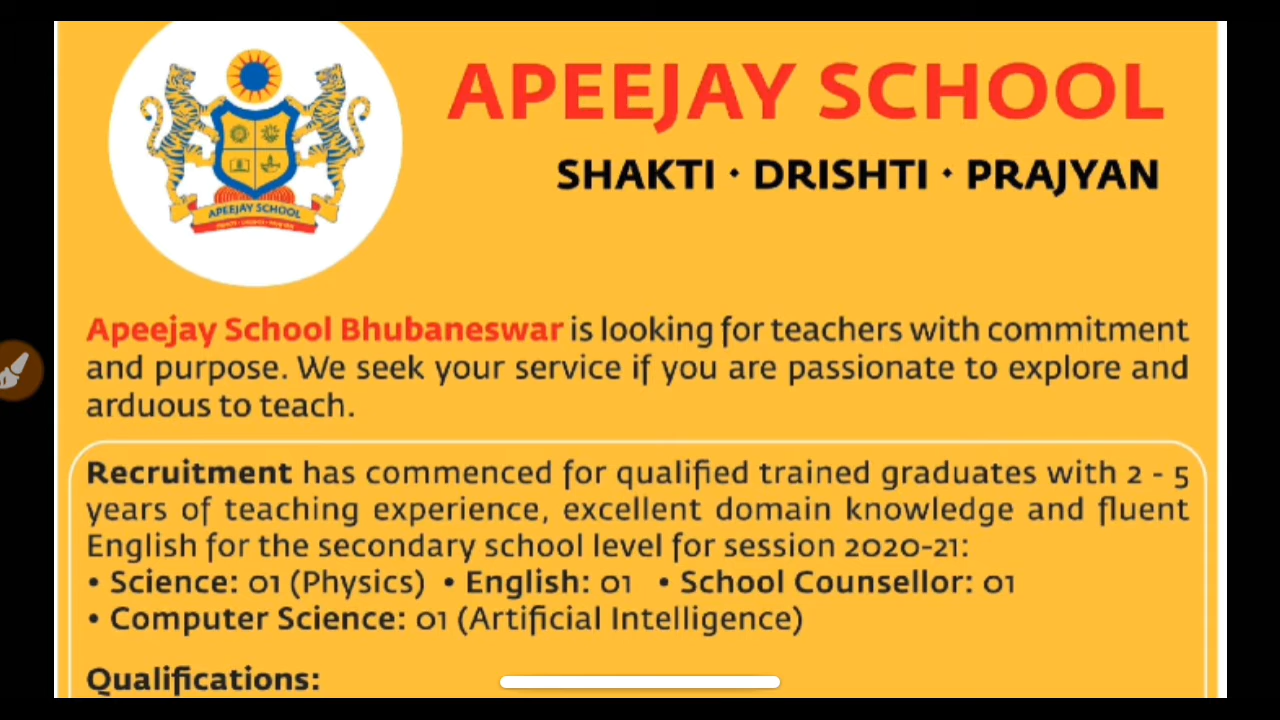 APEEJAY SCHOOL
SHAKTI · DRISHTI · PRAJYAN
APEEJAY SCHOOL
Apeejay School Bhubaneswar is looking for teachers with commitment
and purpose. We seek your service if you are passionate to explore and
arduous to teach.
Recruitment has commenced for qualified trained graduates with 2 - 5
years of teaching experience, excellent domain knowledge and fluent
English for the secondary school level for session 2020-21:
• Science: 01 (Physics) • English: 01 • School Counsellor: 01
• Computer Science: 01 (Artificial Intelligence)
Qualifications: